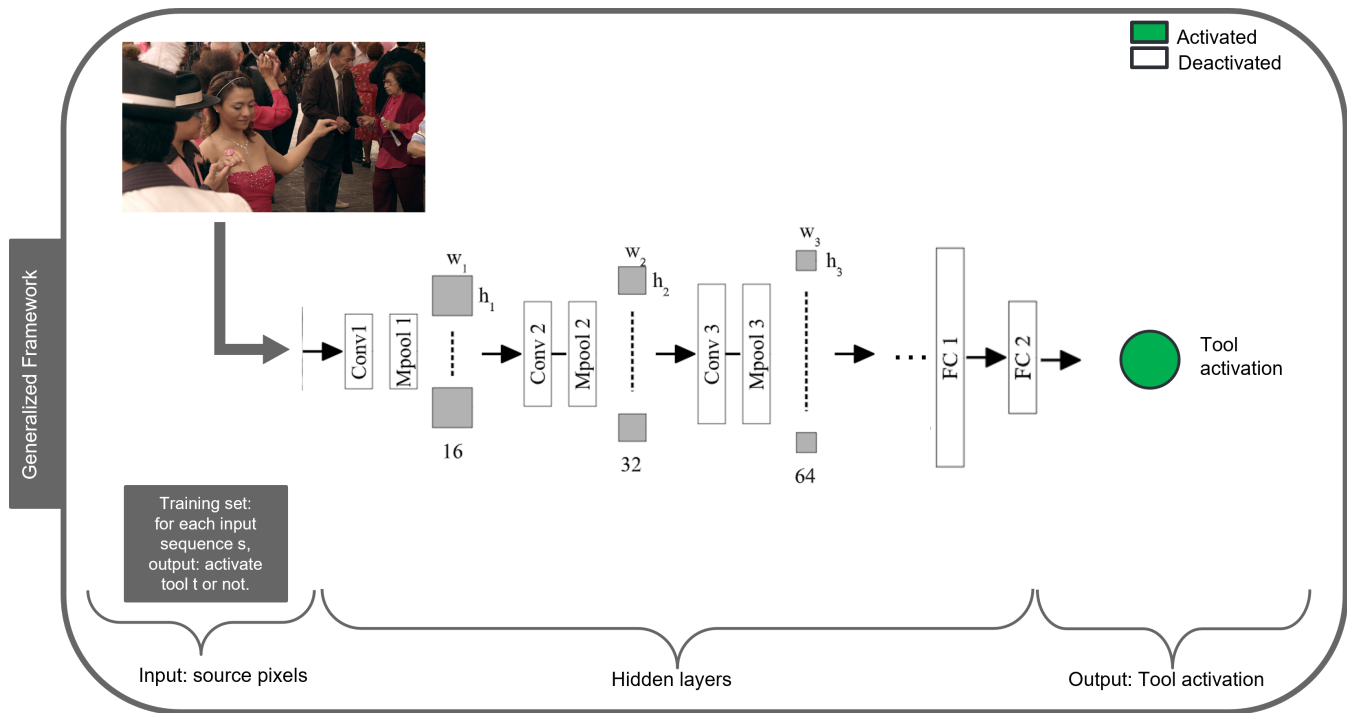 Activated
Deactivated
Generalized Framework
w1
h1
16
w2
h2
32
w3
h3
64
Conv1
Mpool 1
Conv 2
Mpool 2
Conv 3
Mpool 3
...
FC 1
FC 2
Tool
activation
Training set:
for each input
sequence s,
output: activate
tool t or not.
Input: source pixels
Hidden layers
Output: Tool activation